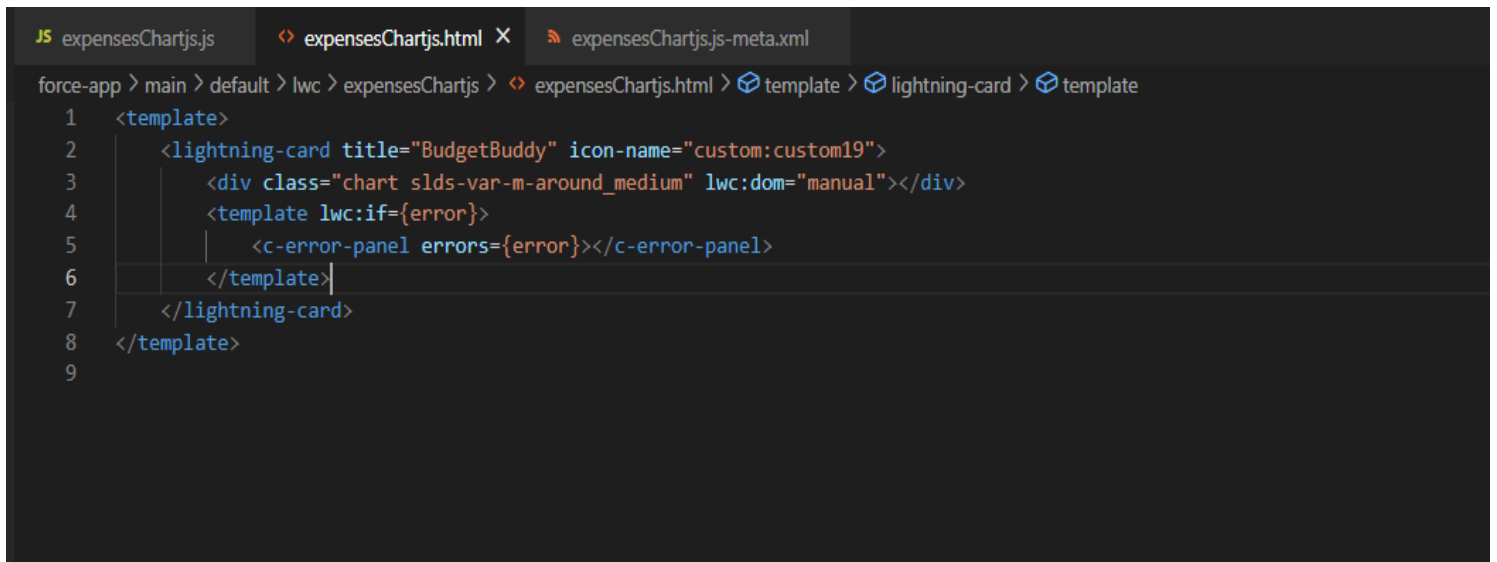 JS expensesChartjs.js <> expensesChartjs.html × expensesChartjs.js-meta.xml
force-app > main > default > lwc > expensesChartjs > <> expensesChartjs.html > template > lightning-card > template
1 <template>
2 <lightning-card title="BudgetBuddy" icon-name="custom:custom19">
3 <div class="chart slds-var-m-around_medium" lwc:dom="manual"></div>
4 <template lwc:if={error}>
5 <c-error-panel errors={error}></c-error-panel>
6 </template>
7 </lightning-card>
8 </template>
9